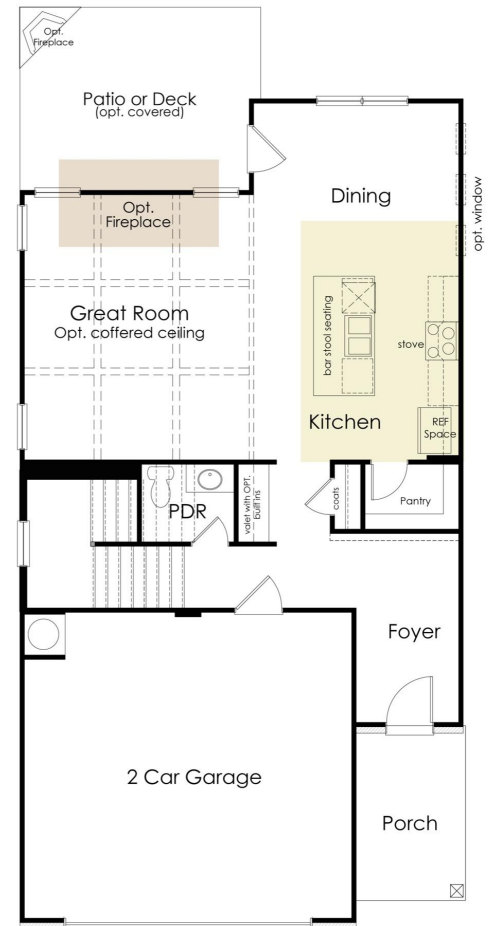 Opt.
Fireplace
Patio or Deck
(opt. covered)
Opt.
Fireplace
Dining
opt. window
Great Room
Opt. coffered ceiling
bar stool seating
stove
Kitchen
REF
Space
PDR
valet with OPT.
built ins
coats
Pantry
Foyer
2 Car Garage
Porch